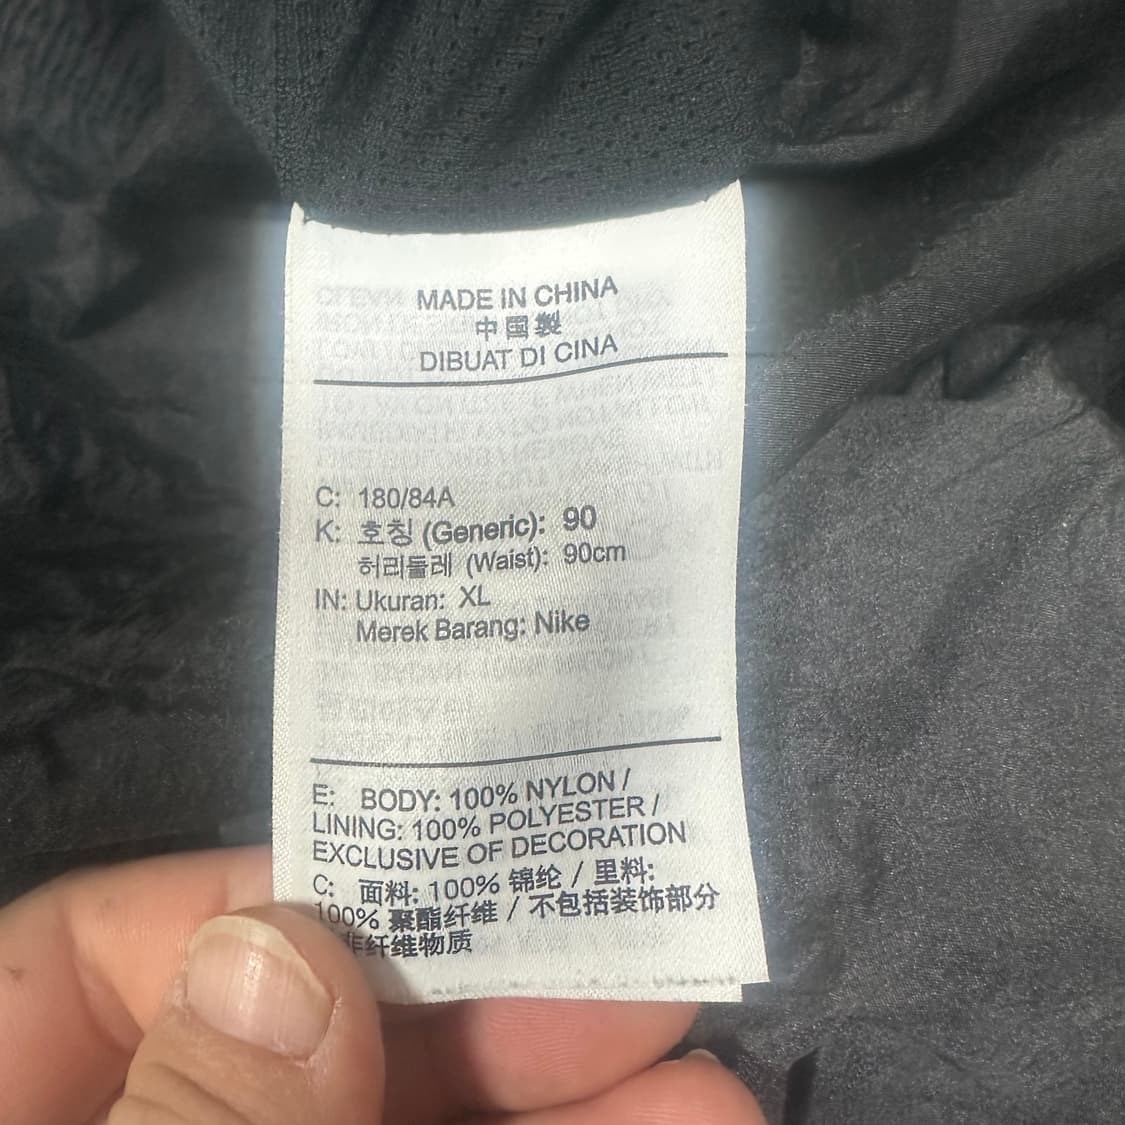 MADE IN CHINA
中国製
DIBUAT DI CINA
C: 180/84A
K: 호칭 (Generic): 90
허리둘레 (Waist): 90cm
IN: Ukuran: XL
Merek Barang: Nike
E: BODY: 100% NYLON /
LINING: 100% POLYESTER /
EXCLUSIVE OF DECORATION
C: 面料: 100% 锦纶 / 里料:
100% 聚酯纤维 / 不包括装饰部分
非纤维物质